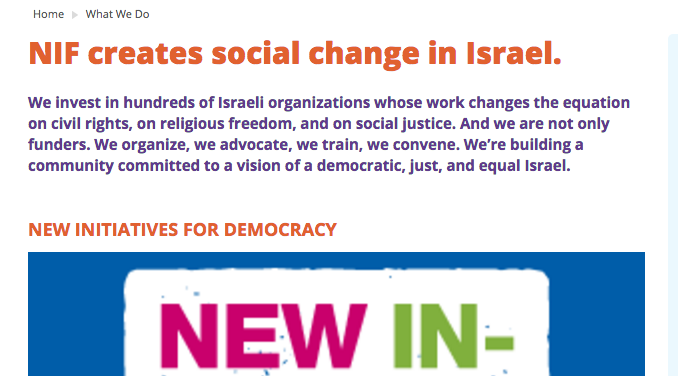 Home What We Do
NIF creates social change in Israel.
We invest in hundreds of Israeli organizations whose work changes the equation
on civil rights, on religious freedom, and on social justice. And we are not only
funders. We organize, we advocate, we train, we convene. We’re building a
community committed to a vision of a democratic, just, and equal Israel.
NEW INITIATIVES FOR DEMOCRACY
NEW IN-